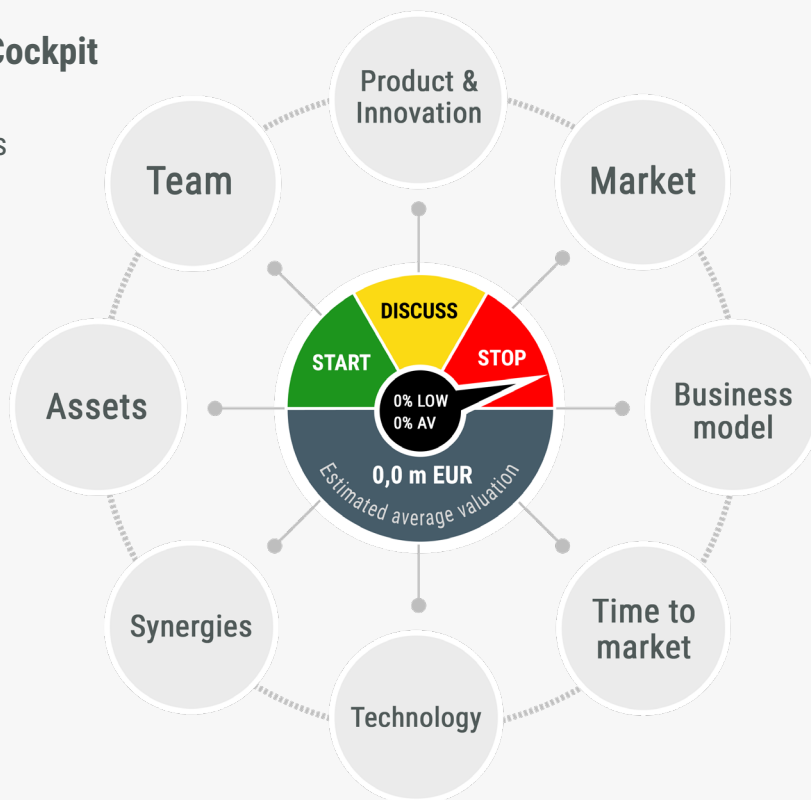 Cockpit
s
Product &
Innovation
Team
Market
DISCUSS
START
STOP
0% LOW
0% AV
Assets
Business
model
0,0 m EUR
Estimated average valuation
Synergies
Time to
market
Technology